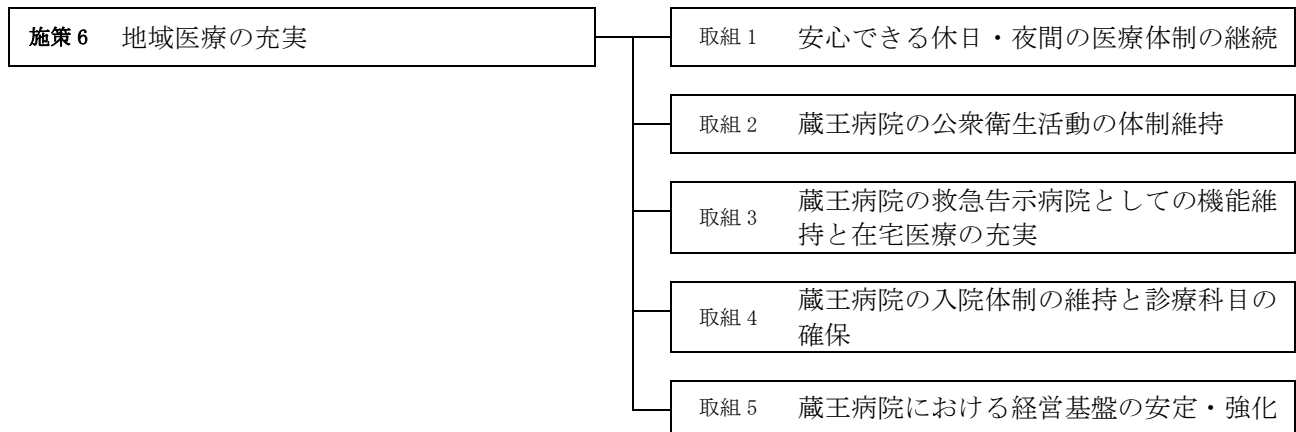 施策 6 地域医療の充実
取組 1 安心できる休日・夜間の医療体制の継続
取組 2 蔵王病院の公衆衛生活動の体制維持
取組 3 蔵王病院の救急告示病院としての機能維
持と在宅医療の充実
取組 4 蔵王病院の入院体制の維持と診療科目の
確保
取組 5 蔵王病院における経営基盤の安定・強化